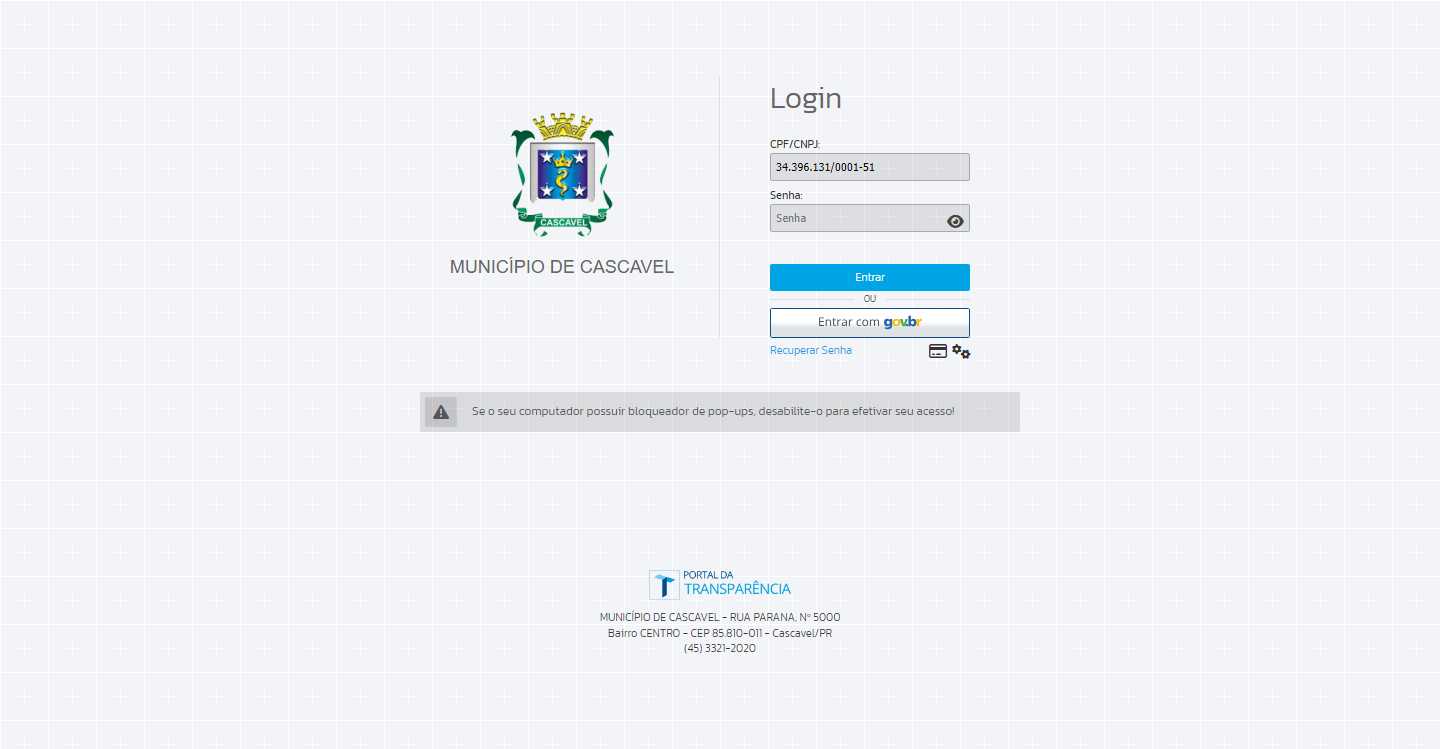 CASCAVEL
MUNICÍPIO DE CASCAVEL
Login
CPF/CNPJ:
34.396.131/0001-51
Senha:
Senha
Entrar
OU
Entrar com gov.br
Recuperar Senha
Se o seu computador possuir bloqueador de pop-ups, desabilite-o para efetivar seu acesso!
PORTAL DA
TRANSPARÊNCIA
MUNICÍPIO DE CASCAVEL - RUA PARANA, Nº 5000
Bairro CENTRO - CEP 85.810-011 - Cascavel/PR
(45) 3321-2020